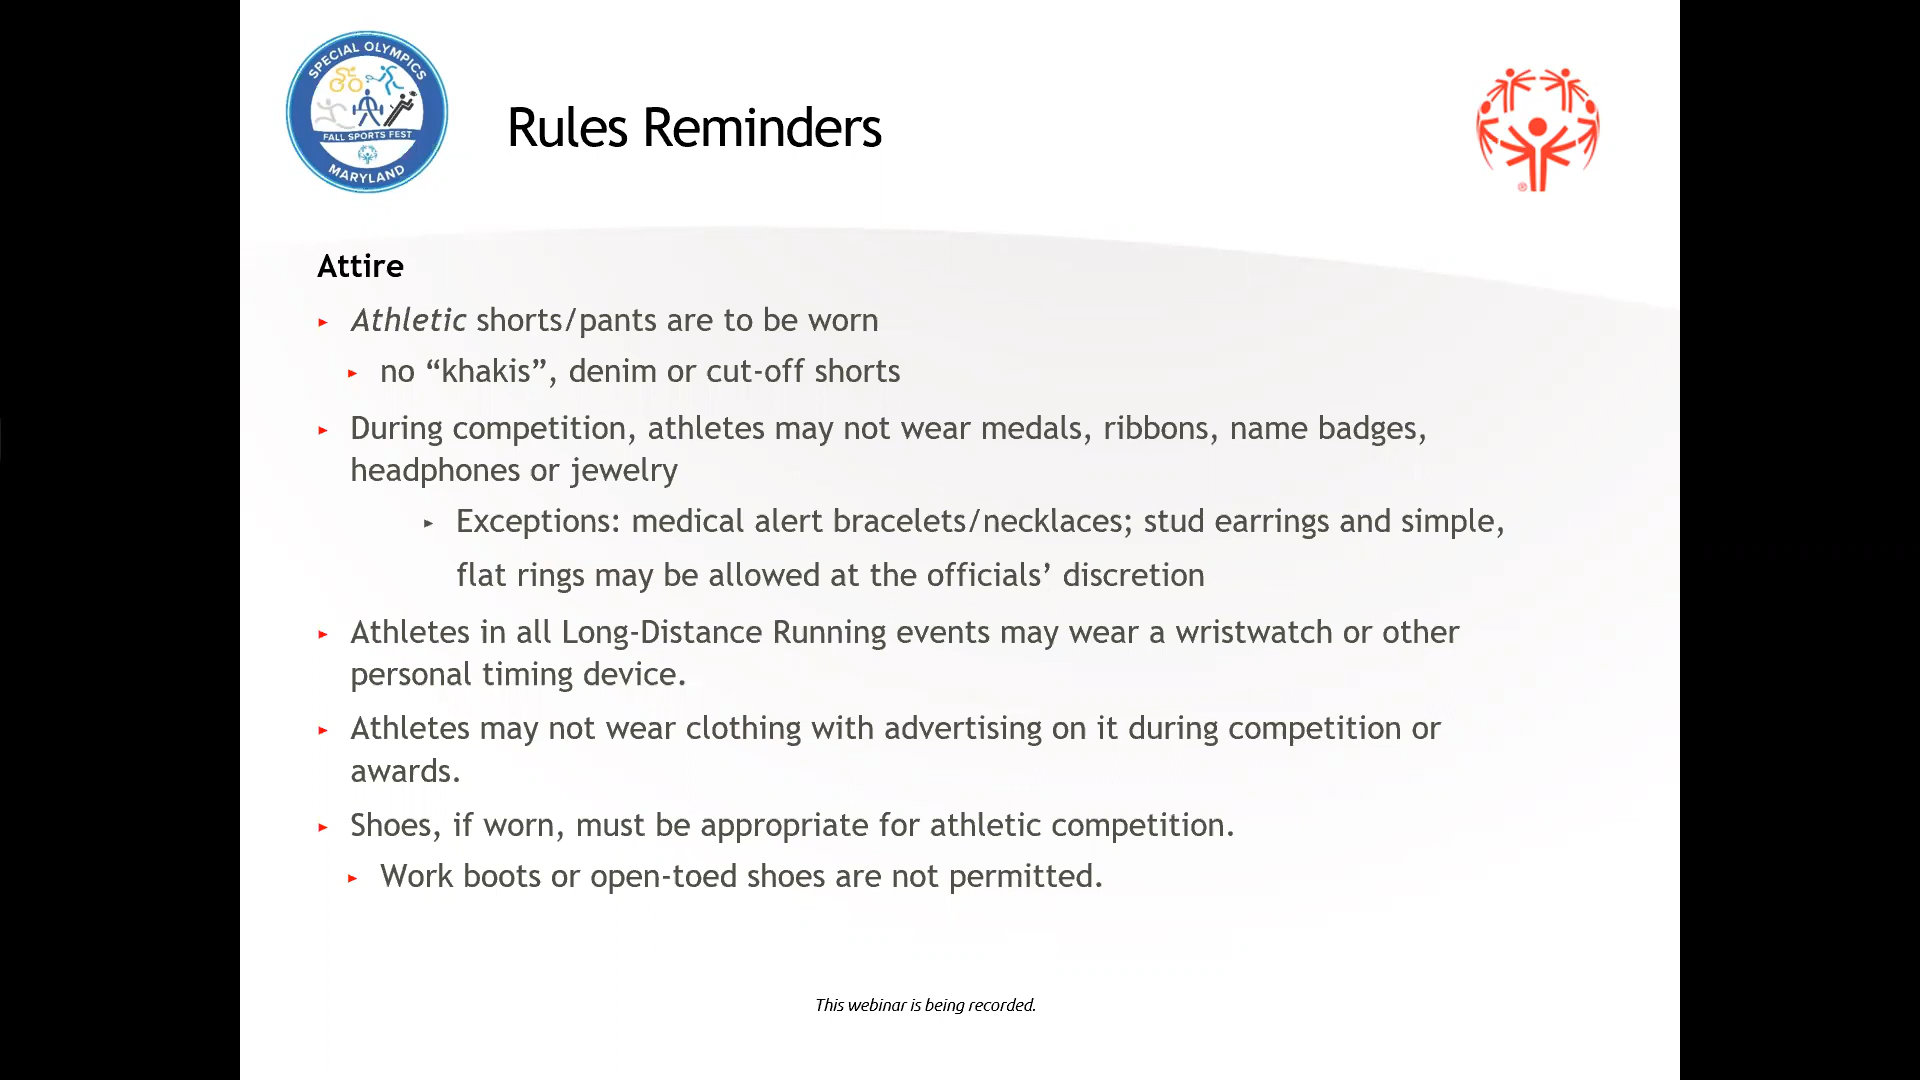 SPECIAL OLYMPICS
FALL SPORTS FEST
MARYLAND
Rules Reminders
®
Attire
Athletic shorts/pants are to be worn
no “khakis”, denim or cut-off shorts
During competition, athletes may not wear medals, ribbons, name badges,
headphones or jewelry
Exceptions: medical alert bracelets/necklaces; stud earrings and simple,
flat rings may be allowed at the officials’ discretion
Athletes in all Long-Distance Running events may wear a wristwatch or other
personal timing device.
Athletes may not wear clothing with advertising on it during competition or
awards.
Shoes, if worn, must be appropriate for athletic competition.
Work boots or open-toed shoes are not permitted.
This webinar is being recorded.